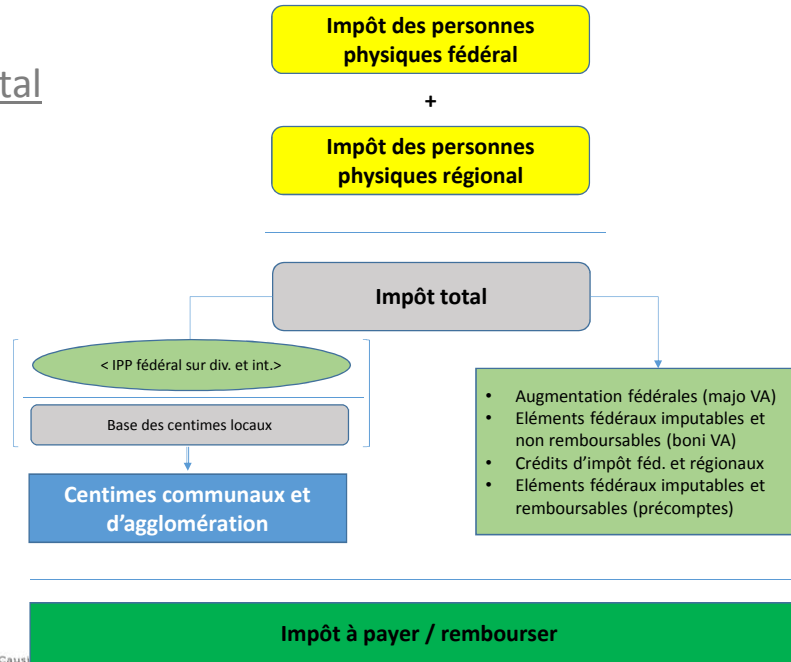 tal
Impôt des personnes
physiques fédéral
+
Impôt des personnes
physiques régional
Impôt total
< IPP fédéral sur div. et int.>
Base des centimes locaux
Centimes communaux et
d’agglomération
• Augmentation fédérales (majo VA)
• Eléments fédéraux imputables et
non remboursables (boni VA)
• Crédits d’impôt féd. et régionaux
• Eléments fédéraux imputables et
remboursables (précomptes)
Impôt à payer / rembourser